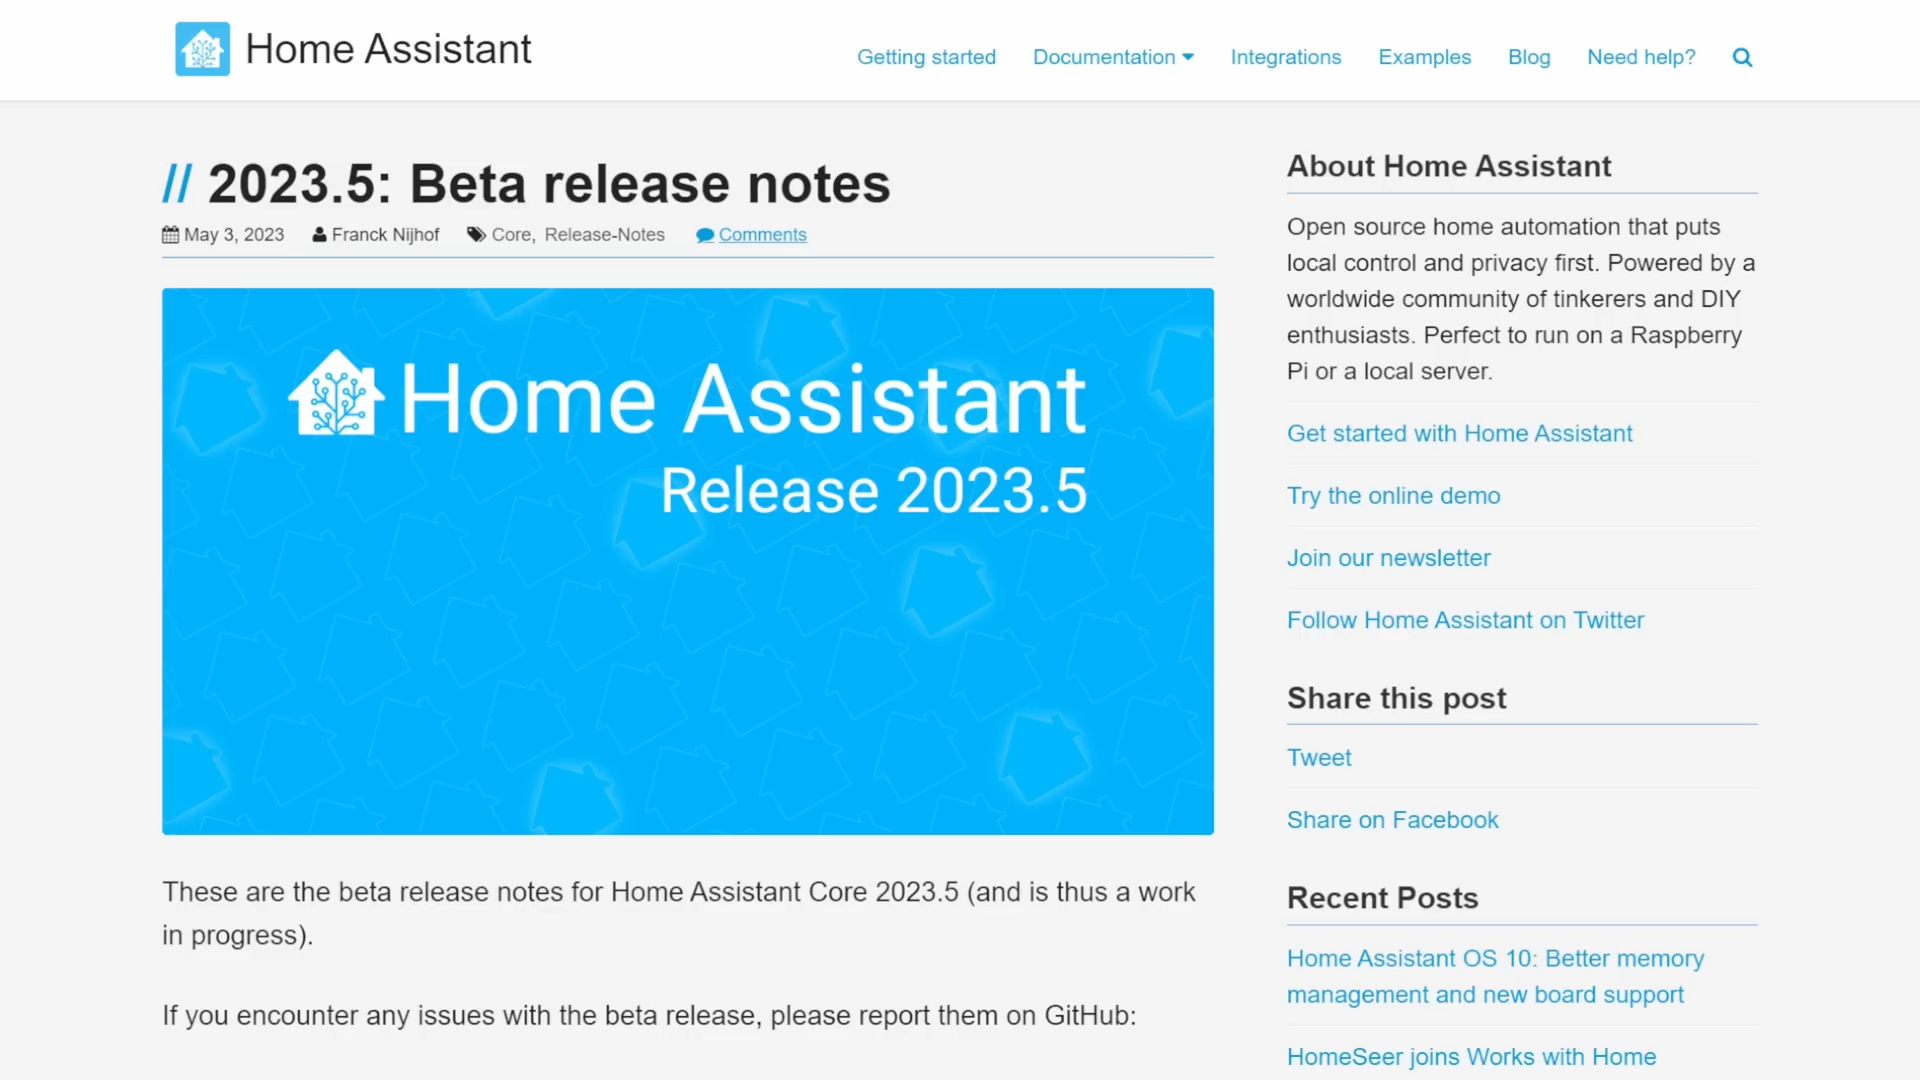 Home Assistant
Getting started
Documentation
Integrations
Examples
Blog
Need help?
// 2023.5: Beta release notes
May 3, 2023
Franck Nijhof
Core, Release-Notes
Comments
Home Assistant
Release 2023.5
These are the beta release notes for Home Assistant Core 2023.5 (and is thus a work
in progress).
If you encounter any issues with the beta release, please report them on GitHub:
About Home Assistant
Open source home automation that puts
local control and privacy first. Powered by a
worldwide community of tinkerers and DIY
enthusiasts. Perfect to run on a Raspberry
Pi or a local server.
Get started with Home Assistant
Try the online demo
Join our newsletter
Follow Home Assistant on Twitter
Share this post
Tweet
Share on Facebook
Recent Posts
Home Assistant OS 10: Better memory
management and new board support
HomeSeer joins Works with Home